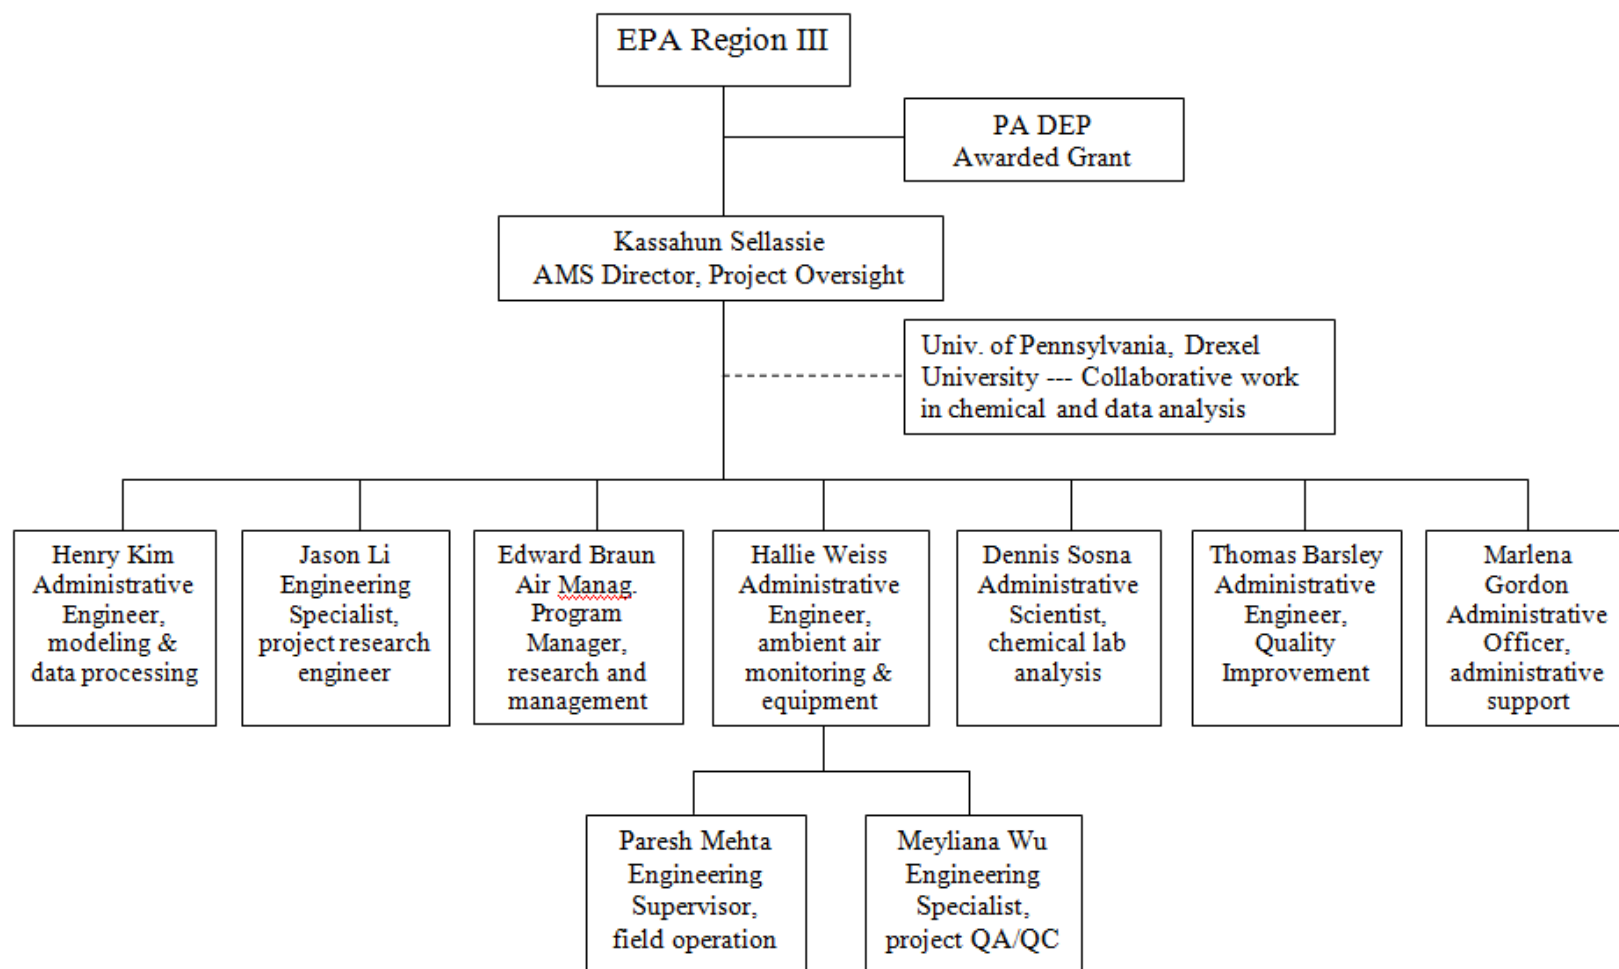 EPA Region III
PA DEP
Awarded Grant
Kassahun Sellassie
AMS Director, Project Oversight
Univ. of Pennsylvania, Drexel
University --- Collaborative work
in chemical and data analysis
Henry Kim
Administrative
Engineer,
modeling &
data processing
Jason Li
Engineering
Specialist,
project research
engineer
Edward Braun
Air Manag.
Program
Manager,
research and
management
Hallie Weiss
Administrative
Engineer,
ambient air
monitoring &
equipment
Dennis Sosna
Administrative
Scientist,
chemical lab
analysis
Thomas Barsley
Administrative
Engineer,
Quality
Improvement
Marlena
Gordon
Administrative
Officer,
administrative
support
Paresh Mehta
Engineering
Supervisor,
field operation
Meyliana Wu
Engineering
Specialist,
project QA/QC